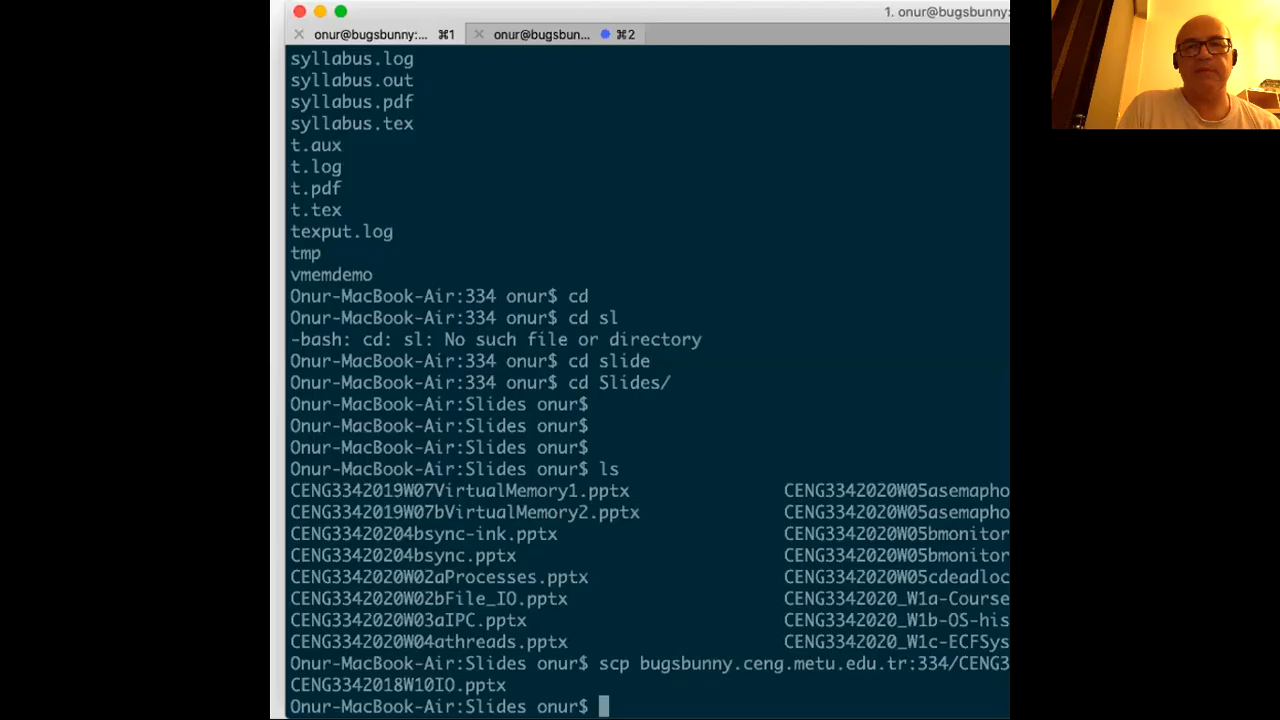 1. onur@bugsbunny:
onur@bugsbunny:... ⌘1 onur@bugsbunn... ⌘2
syllabus.log
syllabus.out
syllabus.pdf
syllabus.tex
t.aux
t.log
t.pdf
t.tex
texput.log
tmp
vmemdemo
Onur-MacBook-Air:334 onur$ cd
Onur-MacBook-Air:334 onur$ cd sl
-bash: cd: sl: No such file or directory
Onur-MacBook-Air:334 onur$ cd slide
Onur-MacBook-Air:334 onur$ cd Slides/
Onur-MacBook-Air:Slides onur$
Onur-MacBook-Air:Slides onur$
Onur-MacBook-Air:Slides onur$
Onur-MacBook-Air:Slides onur$ ls
CENG3342019W07VirtualMemory1.pptx CENG3342020W05asemapho
CENG3342019W07bVirtualMemory2.pptx CENG3342020W05asemapho
CENG33420204bsync-ink.pptx CENG3342020W05bmonitor
CENG33420204bsync.pptx CENG3342020W05bmonitor
CENG3342020W02aProcesses.pptx CENG3342020W05cdeadloc
CENG3342020W02bFile_IO.pptx CENG3342020_W1a-Course
CENG3342020W03aIPC.pptx CENG3342020_W1b-OS-his
CENG3342020W04athreads.pptx CENG3342020_W1c-ECFSys
Onur-MacBook-Air:Slides onur$ scp bugsbunny.ceng.metu.edu.tr:334/CENG3
CENG3342018W10IO.pptx
Onur-MacBook-Air:Slides onur$